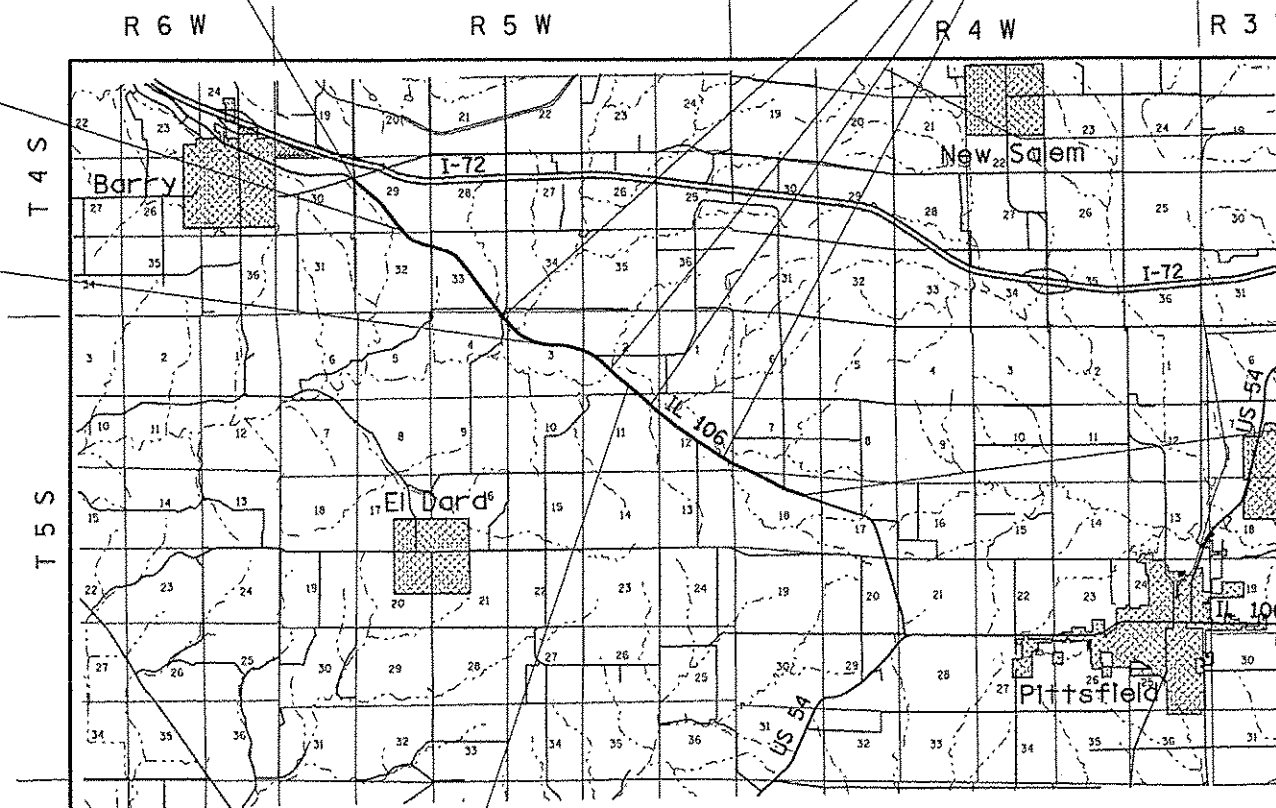 R 6 W R 5 W R 4 W R 3
24 19 20 21 22 23 24 19 20 21 23 24 19
22 23
T 4 S
Barry I-72 New 22 Salem
30 29 28 27 26 25 30 29 28 27 26 25 30
27 26
35 36 31 32 33 34 35 36 31 32 33 34 35 36 31
34 I-72
3 2 1 6 5 4 3 2 1 6 5 4 3 2 1 6
US 54
10 11 12 7 8 9 10 11 12 7 8 9 10 11 12
IL 106
T 5 S
El Dard 6
15 14 13 18 17 15 14 13 18 17 16 15 14 13 18
22 23 24 19 20 21 22 23 24 19 20 21 22 23 24 19
IL 106
27 26 25 30 29 28 27 26 25 30 29 28 27 26 25 30
Pittsfield
34 35 36 31 32 33 34 35 36 31 32 33 34 35 36 31
US 54